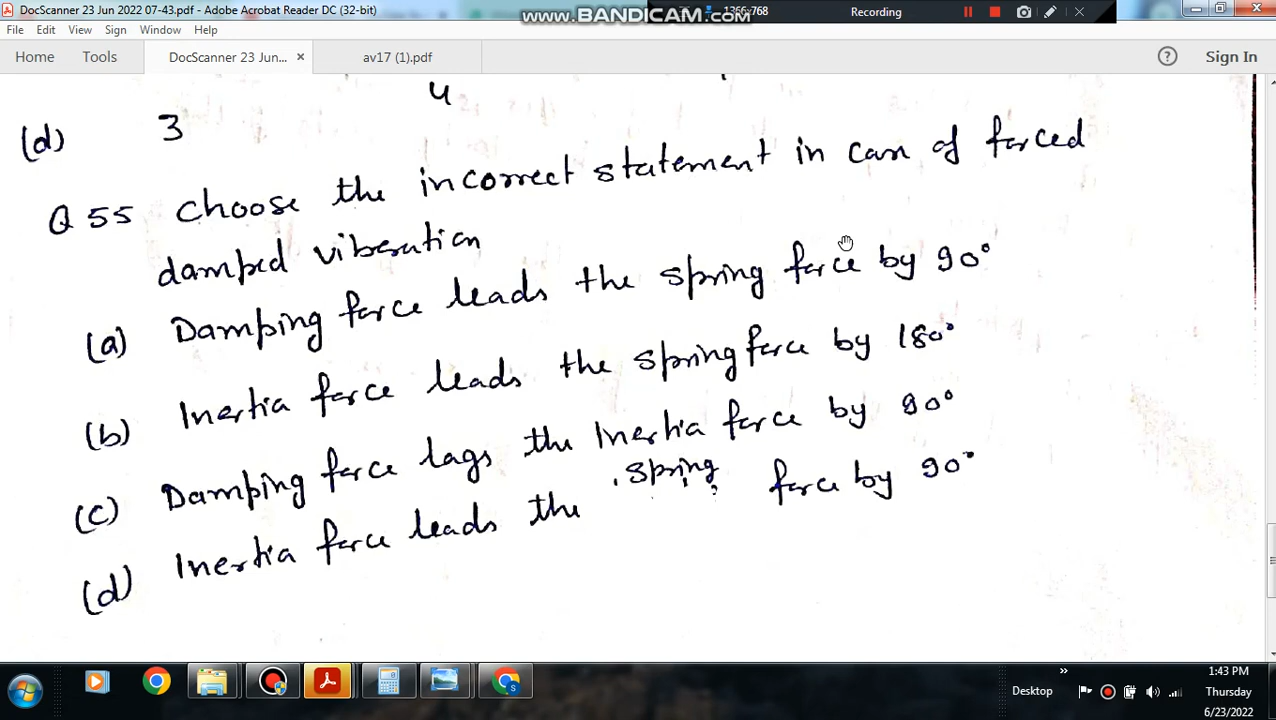 DocScanner 23 Jun 2022 07-43.pdf - Adobe Acrobat Reader DC (32-bit)
www.BANDICAM.com
1366x768
Recording
File Edit View Sign Window Help
Home Tools DocScanner 23 Jun... × av17 (1).pdf Sign In
4
(d) 3
Q 55 choose the incorrect statement in case of forced
damped vibration
(a) Damping force leads the spring force by 90°
(b) Inertia force leads the spring force by 180°
(c) Damping force lags the Inertia force by 90°
(d) Inertia force leads the spring force by 90°
Desktop
1:43 PM
Thursday
6/23/2022